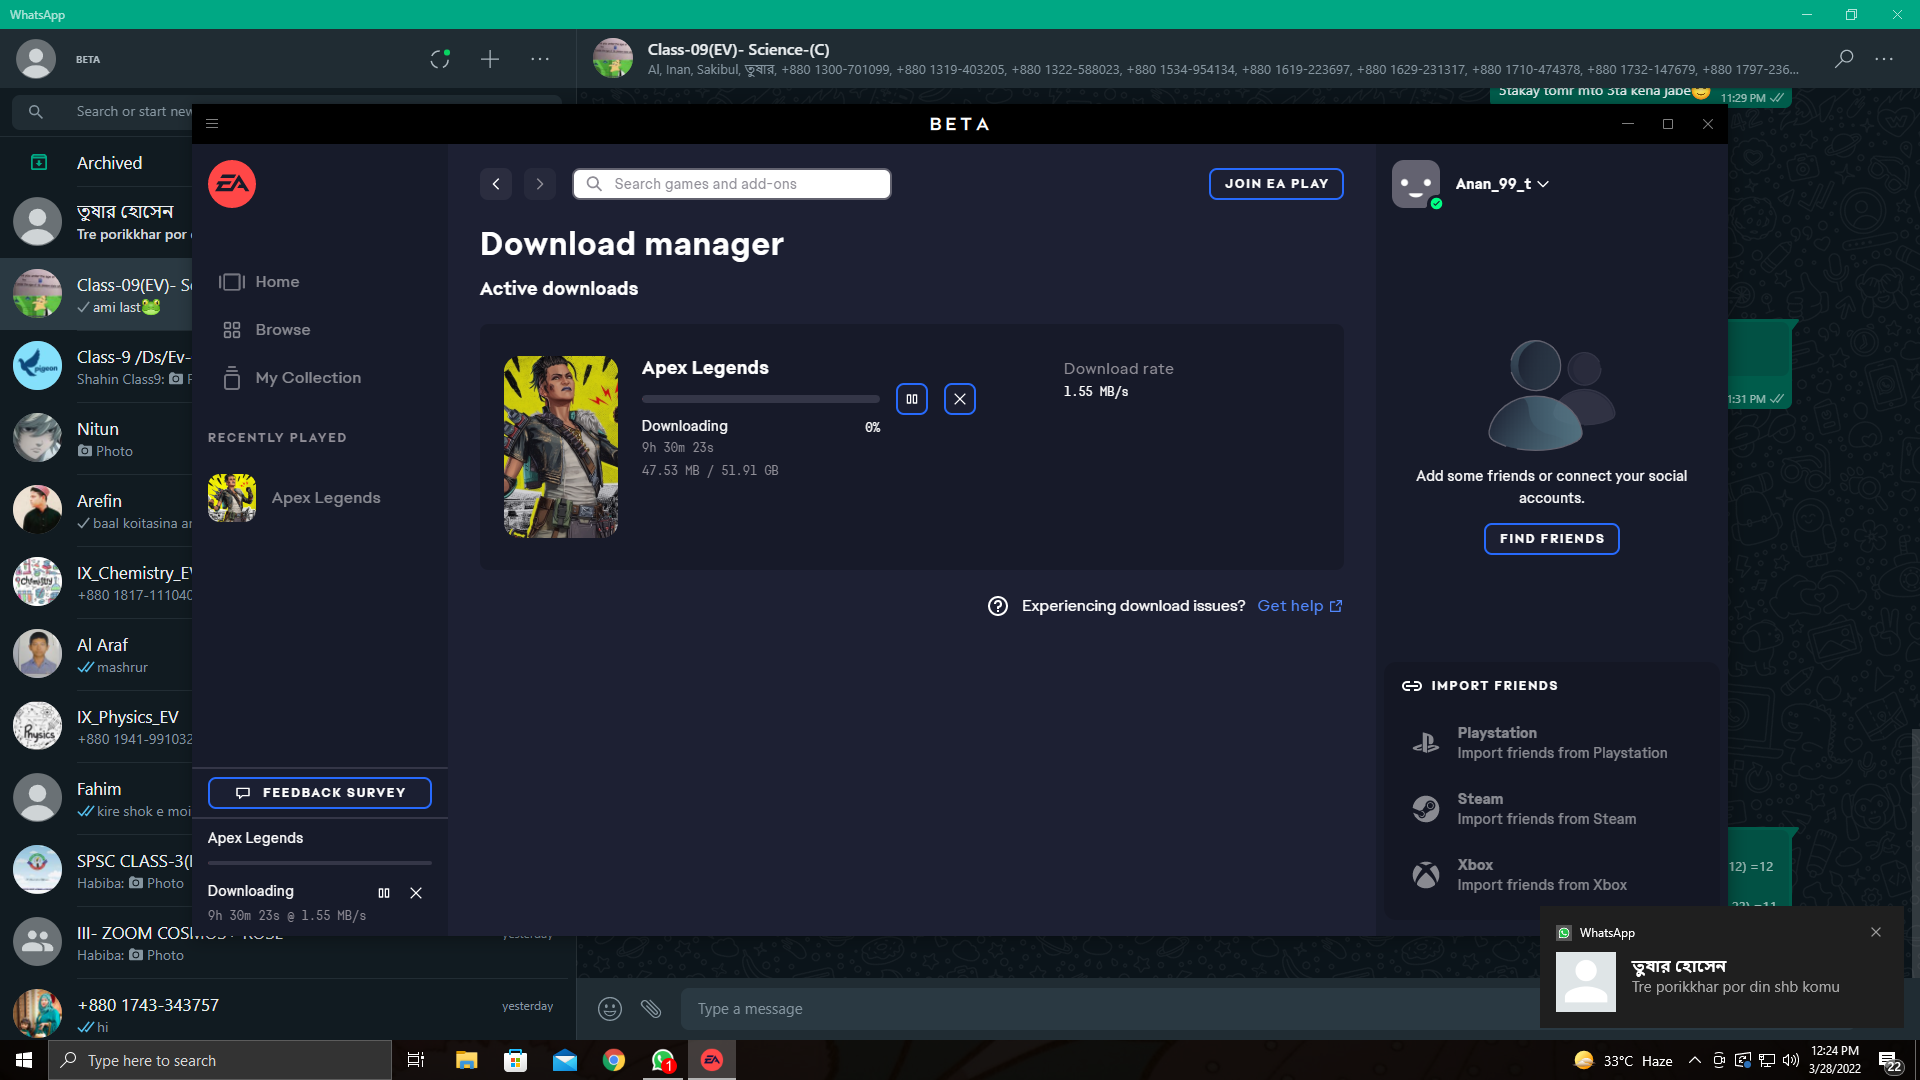 WhatsApp
BETA
Class-09(EV)- Science-(C)
Al, Inan, Sakibul, তুষার, +880 1300-701099, +880 1319-403205, +880 1322-588023, +880 1534-954134, +880 1619-223697, +880 1629-231317, +880 1710-474378, +880 1732-147679, +880 1797-236...
Search or start new
Archived
তুষার হোসেন
Tre porikkhar por
Class-09(EV)- S
ami last
Class-9 /Ds/Ev-
Shahin Class9:
Nitun
Photo
Arefin
baal koitasina
IX_Chemistry_EV
+880 1817-111040
Al Araf
mashrur
IX_Physics_EV
+880 1941-991032
Fahim
kire shok e moi
SPSC CLASS-3(
Habiba: Photo
III- ZOOM COSMOS+ ROSE
yesterday
Habiba: Photo
+880 1743-343757
yesterday
hi
5takay tomr mto 3ta kena jabe
11:29 PM
1:31 PM
12) =12
22) =11
Type a message
BETA
EA
Search games and add-ons
JOIN EA PLAY
Anan_99_t
Home
Browse
My Collection
RECENTLY PLAYED
Apex Legends
Download manager
Active downloads
Apex Legends
Downloading
0%
9h 30m 23s
47.53 MB / 51.91 GB
Download rate
1.55 MB/s
Experiencing download issues? Get help
Add some friends or connect your social
accounts.
FIND FRIENDS
IMPORT FRIENDS
Playstation
Import friends from Playstation
Steam
Import friends from Steam
Xbox
Import friends from Xbox
FEEDBACK SURVEY
Apex Legends
Downloading
9h 30m 23s @ 1.55 MB/s
WhatsApp
তুষার হোসেন
Tre porikkhar por din shb komu
Type here to search
1
EA
33°C Haze
12:24 PM
3/28/2022
22